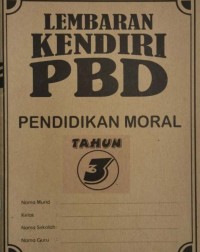 LEMBARAN
KENDIRI
PBD
PENDIDIKAN MORAL
TAHUN
3
Nama Murid
Kelas
Nama Sekolah
Nama Guru